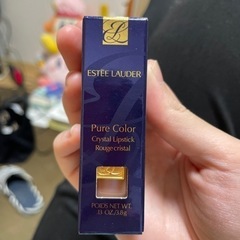 ESTĒE LAUDER
Pure Color
Crystal Lipstick
Rouge cristal
POIDS NET WT.
.13 OZ./3.8g